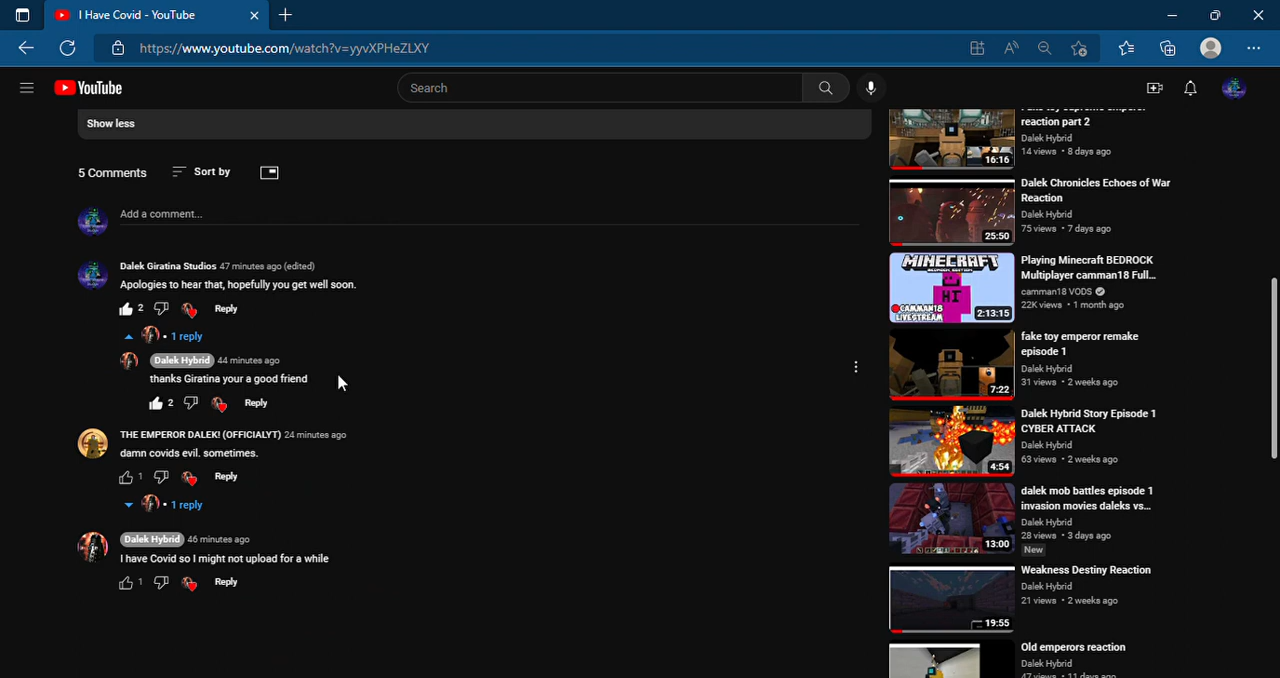 I Have Covid - YouTube
https://www.youtube.com/watch?v=yyvXPHeZLXY
YouTube
Search
Show less
5 Comments
Sort by
Add a comment...
Dalek Giratina Studios 47 minutes ago (edited)
Apologies to hear that, hopefully you get well soon.
2
Reply
1 reply
Dalek Hybrid 44 minutes ago
thanks Giratina your a good friend
2
Reply
THE EMPEROR DALEK! (OFFICIALYT) 24 minutes ago
damn covids evil. sometimes.
1
Reply
1 reply
Dalek Hybrid 46 minutes ago
I have Covid so I might not upload for a while
1
Reply
reaction part 2
Dalek Hybrid
14 views • 8 days ago
16:16
Dalek Chronicles Echoes of War
Reaction
Dalek Hybrid
75 views • 7 days ago
25:50
MINECRAFT
HI
CAMMAN18
LIVESTREAM
2:13:15
Playing Minecraft BEDROCK
Multiplayer camman18 Full...
camman18 VODS
22K views • 1 month ago
fake toy emperor remake
episode 1
Dalek Hybrid
31 views • 2 weeks ago
7:22
Dalek Hybrid Story Episode 1
CYBER ATTACK
Dalek Hybrid
63 views • 2 weeks ago
4:54
dalek mob battles episode 1
invasion movies daleks vs...
Dalek Hybrid
28 views • 3 days ago
New
13:00
Weakness Destiny Reaction
Dalek Hybrid
21 views • 2 weeks ago
19:55
Old emperors reaction
Dalek Hybrid
47 views • 11 days ago